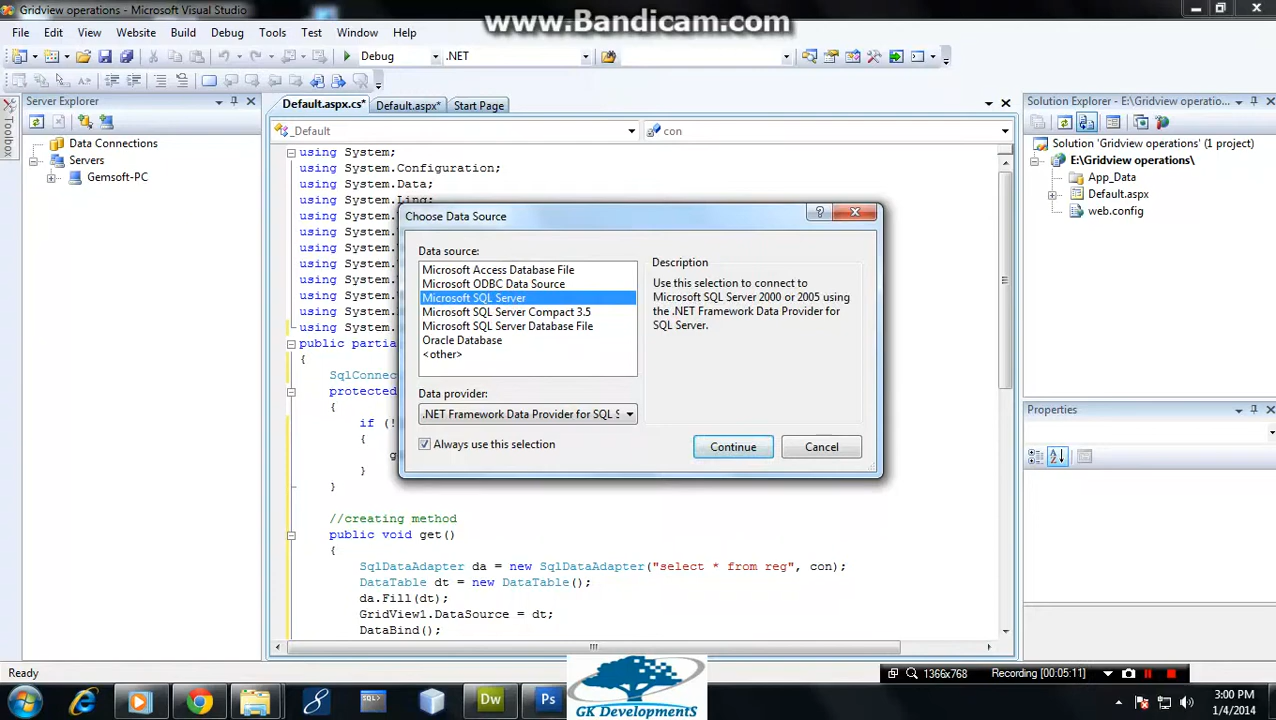 Gridview operations - Microsoft Visual Studio
www.Bandicam.com
File Edit View Website Build Debug Tools Test Window Help
Debug .NET
Server Explorer
Default.aspx.cs* Default.aspx* Start Page
Solution Explorer - E:\Gridview operatio...
Toolbox
_Default
con
Data Connections
Servers
Gemsoft-PC
Solution 'Gridview operations' (1 project)
E:\Gridview operations\
App_Data
Default.aspx
web.config
using System;
using System.Configuration;
using System.Data;
using System.Linq;
using System.
using System.
using System.
using System.
using System.
using System.
using System.
using System.
public partia
{
SqlConnec
protected
{
if (!
{
g
}
}
//creating method
public void get()
{
SqlDataAdapter da = new SqlDataAdapter("select * from reg", con);
DataTable dt = new DataTable();
da.Fill(dt);
GridView1.DataSource = dt;
DataBind();
Choose Data Source
Data source:
Microsoft Access Database File
Microsoft ODBC Data Source
Microsoft SQL Server
Microsoft SQL Server Compact 3.5
Microsoft SQL Server Database File
Oracle Database
<other>
Description
Use this selection to connect to
Microsoft SQL Server 2000 or 2005 using
the .NET Framework Data Provider for
SQL Server.
Data provider:
.NET Framework Data Provider for SQL S
Always use this selection
Continue
Cancel
Properties
Ready
1366x768
Recording [00:05:11]
SQL>
Dw
Ps
GK DevelopmentS
3:00 PM
1/4/2014